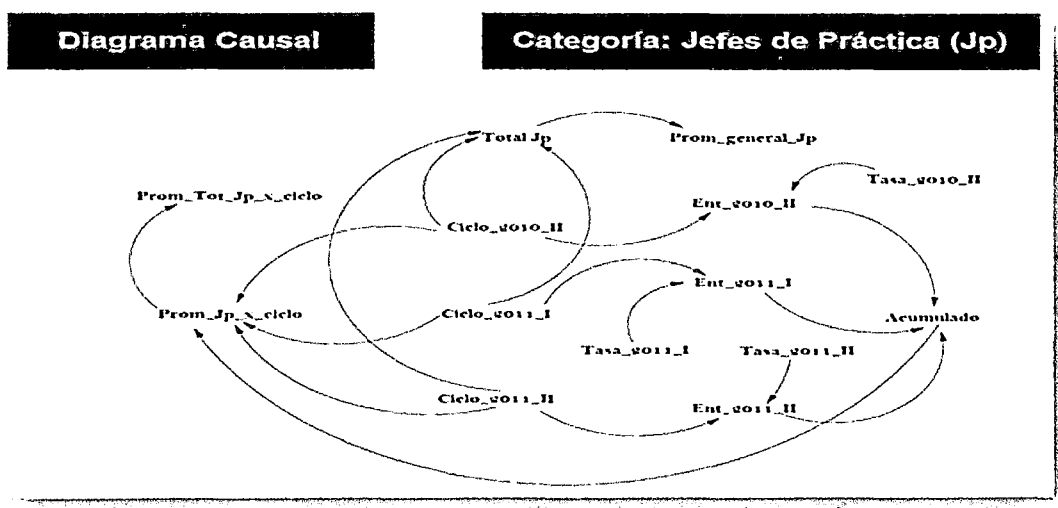 Diagrama Causal
Categoría: Jefes de Práctica (Jp)
Total Jp
Prom_general_Jp
Tasa_2010_II
Prom_Tot_Jp_x_ciclo
Ent_2010_II
Ciclo_2010_II
Ent_2011_I
Prom_Jp_x_ciclo
Ciclo_2011_I
Acumulado
Tasa_2011_I
Tasa_2011_II
Ciclo_2011_II
Ent_2011_II